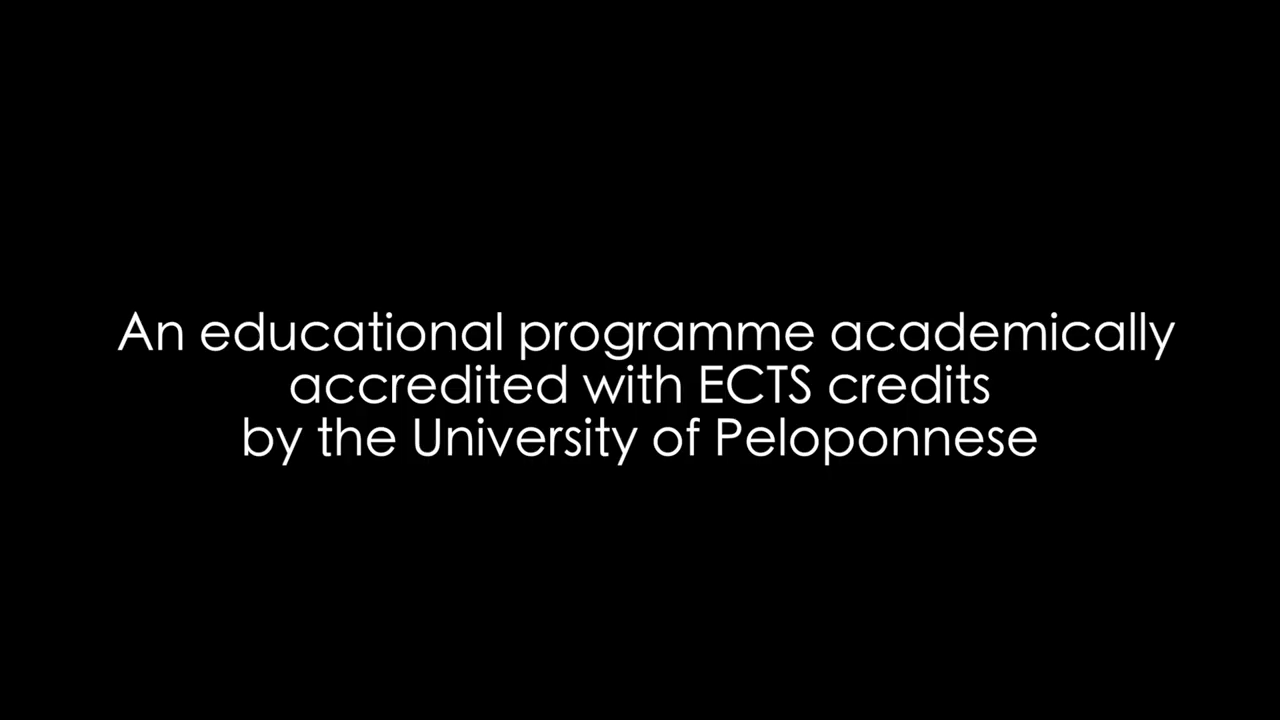 An educational programme academically
accredited with ECTS credits
by the University of Peloponnese